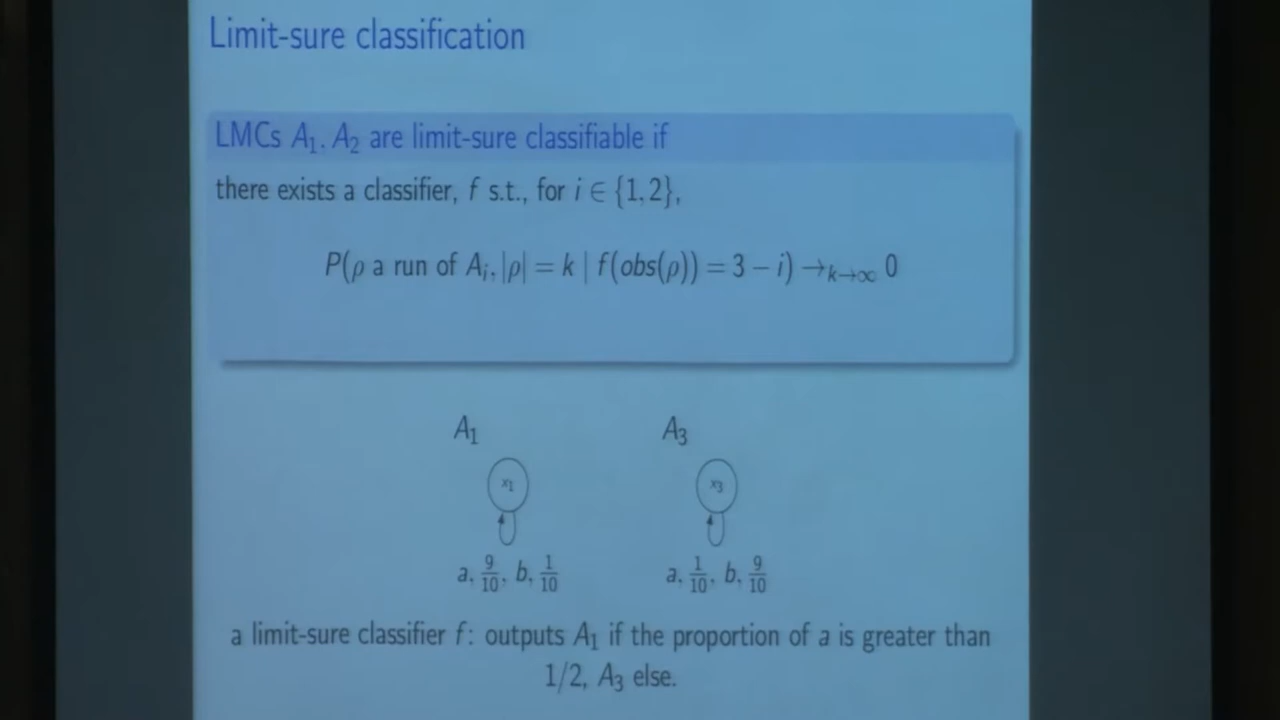 Limit-sure classification
LMCs A₁, A₂ are limit-sure classifiable if
there exists a classifier, f s.t., for i ∈ {1, 2},
P(ρ a run of Aᵢ, |ρ| = k | f(obs(ρ)) = 3 − i) →ₖ→∞ 0
A₁ A₃
x₁ x₃
a, 9/10, b, 1/10 a, 1/10, b, 9/10
a limit-sure classifier f: outputs A₁ if the proportion of a is greater than
1/2, A₃ else.